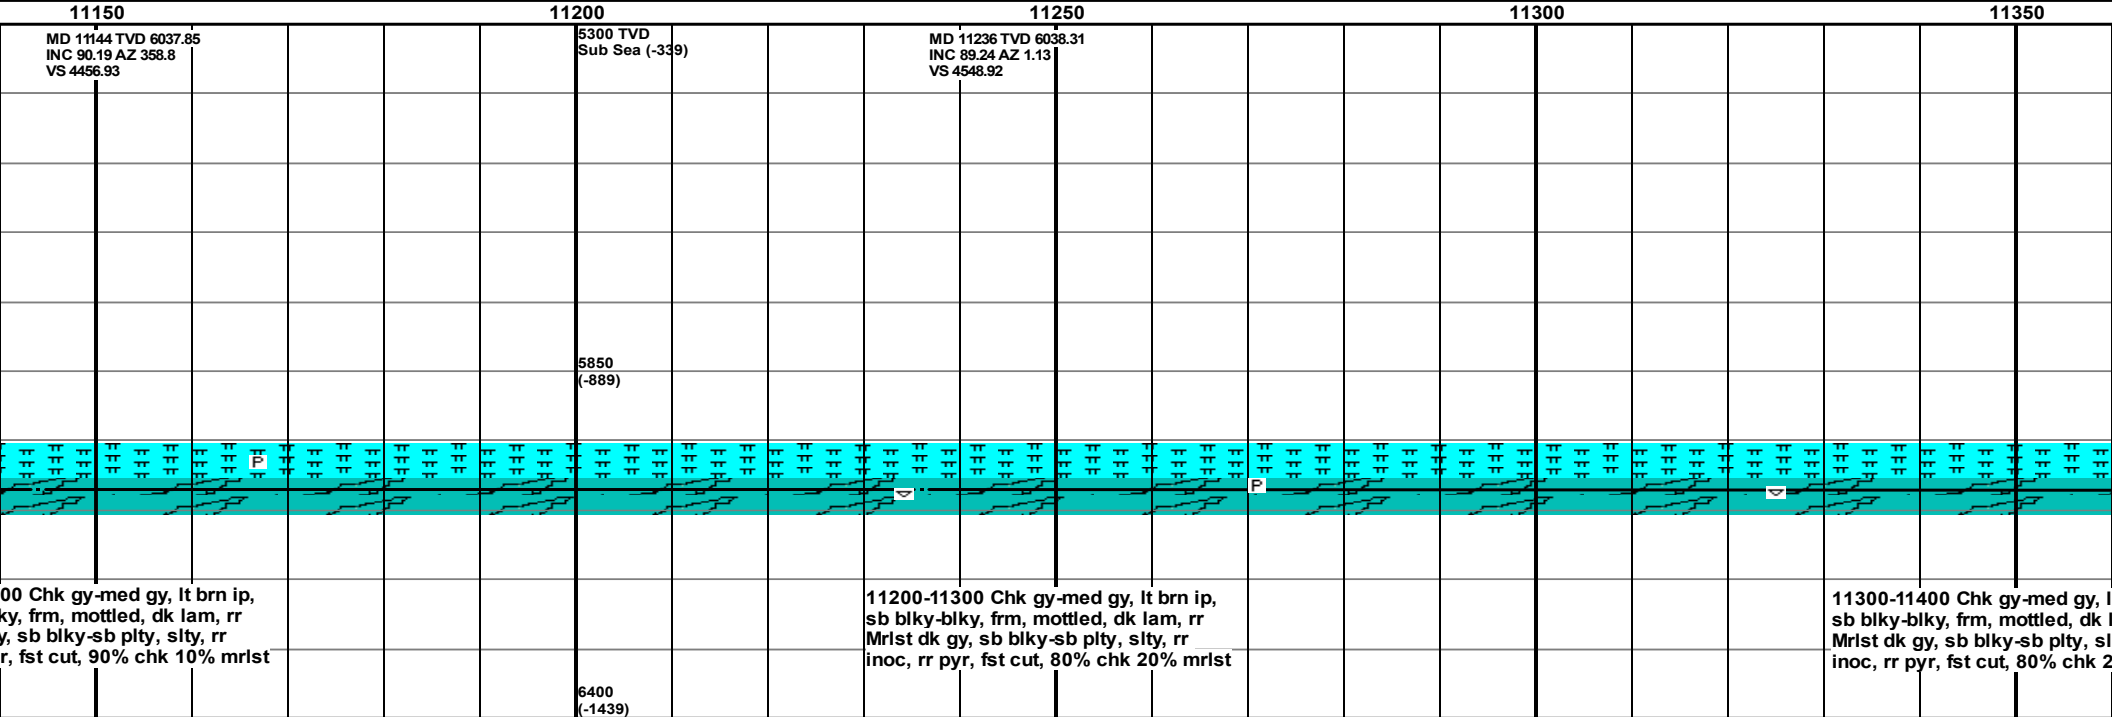 11150 11200 11250 11300 11350
MD 11144 TVD 6037.85
INC 90.19 AZ 358.8
VS 4456.93
5300 TVD
Sub Sea (-339)
MD 11236 TVD 6038.31
INC 89.24 AZ 1.13
VS 4548.92
5850
(-889)
P
P
00 Chk gy-med gy, lt brn ip,
ky, frm, mottled, dk lam, rr
y, sb blky-sb plty, slty, rr
r, fst cut, 90% chk 10% mrlst
11200-11300 Chk gy-med gy, lt brn ip,
sb blky-blky, frm, mottled, dk lam, rr
Mrlst dk gy, sb blky-sb plty, slty, rr
inoc, rr pyr, fst cut, 80% chk 20% mrlst
11300-11400 Chk gy-med gy, l
sb blky-blky, frm, mottled, dk l
Mrlst dk gy, sb blky-sb plty, sl
inoc, rr pyr, fst cut, 80% chk 2
6400
(-1439)